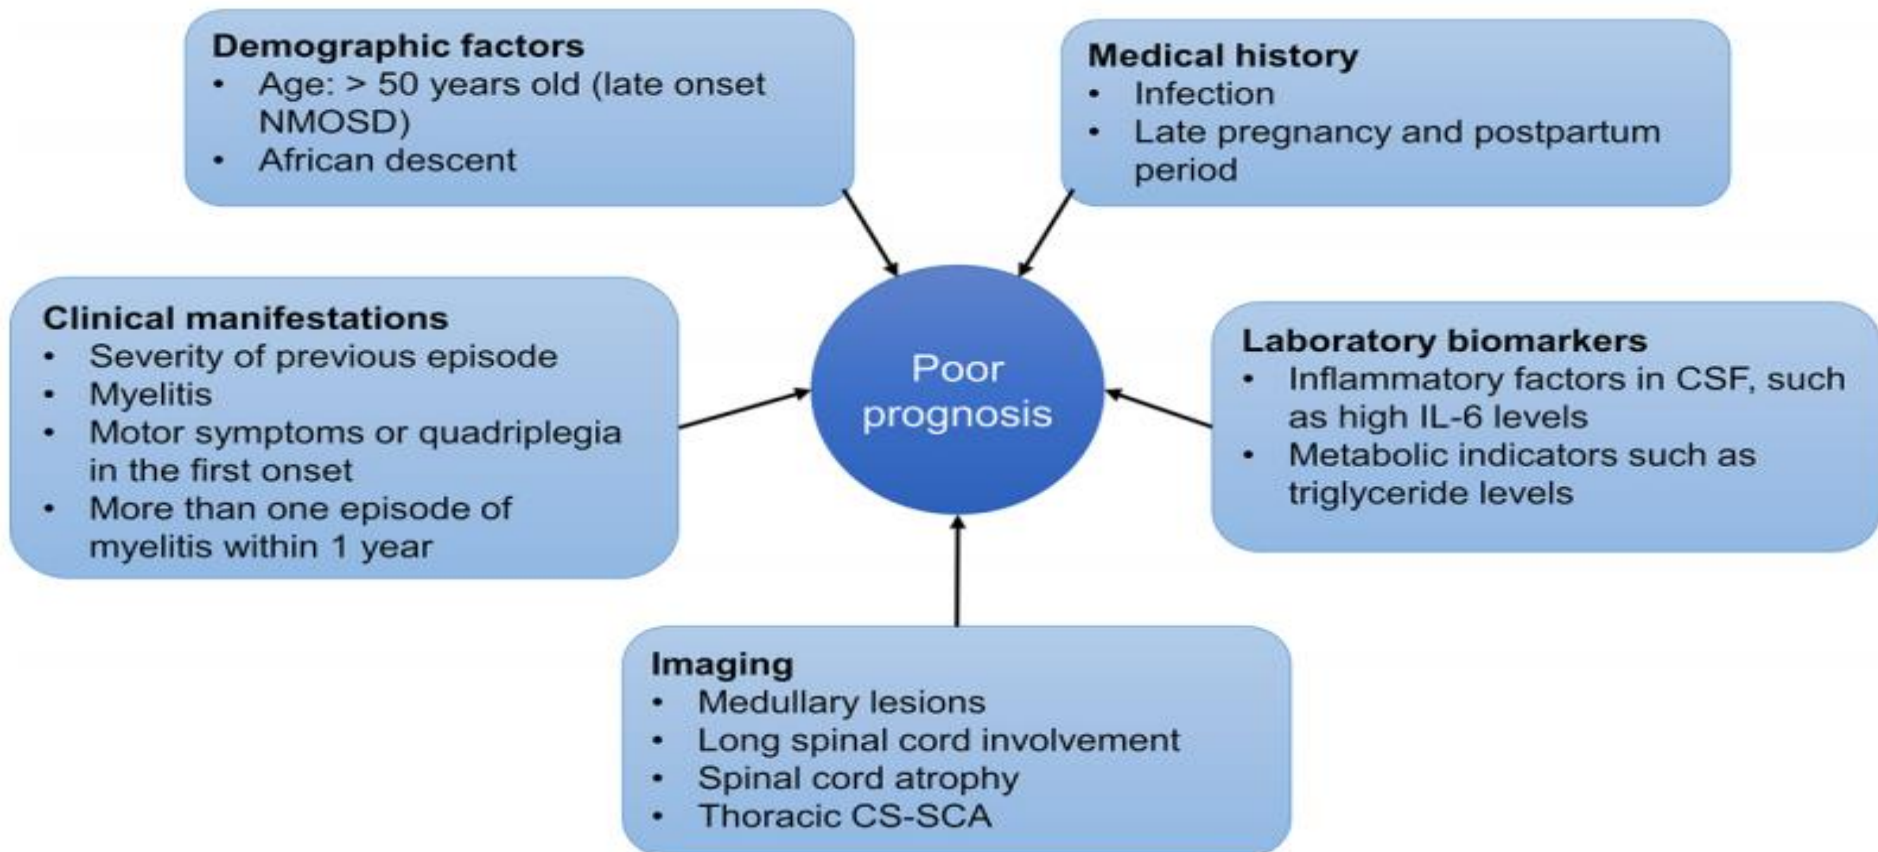 Demographic factors
• Age: > 50 years old (late onset
NMOSD)
• African descent
Medical history
• Infection
• Late pregnancy and postpartum
period
Clinical manifestations
• Severity of previous episode
• Myelitis
• Motor symptoms or quadriplegia
in the first onset
• More than one episode of
myelitis within 1 year
Poor
prognosis
Laboratory biomarkers
• Inflammatory factors in CSF, such
as high IL-6 levels
• Metabolic indicators such as
triglyceride levels
Imaging
• Medullary lesions
• Long spinal cord involvement
• Spinal cord atrophy
• Thoracic CS-SCA